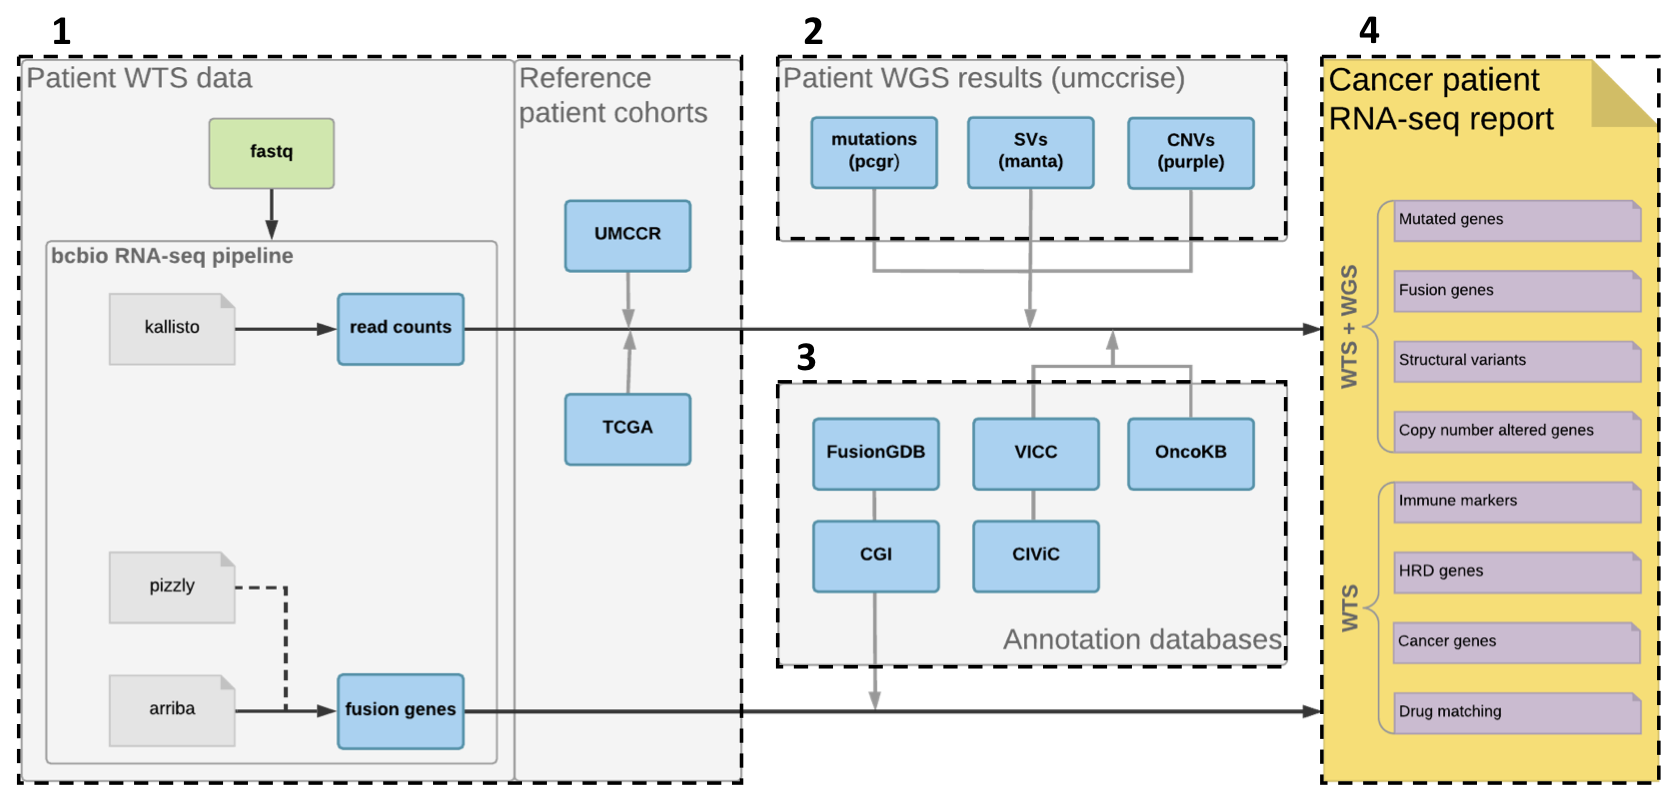 1
Patient WTS data
fastq
bcbio RNA-seq pipeline
kallisto
read counts
pizzly
arriba
fusion genes
Reference
patient cohorts
UMCCR
TCGA
2
Patient WGS results (umccrise)
mutations
(pcgr)
SVs
(manta)
CNVs
(purple)
3
FusionGDB
VICC
OncoKB
CGI
CIViC
Annotation databases
4
Cancer patient
RNA-seq report
WTS + WGS
Mutated genes
Fusion genes
Structural variants
Copy number altered genes
WTS
Immune markers
HRD genes
Cancer genes
Drug matching